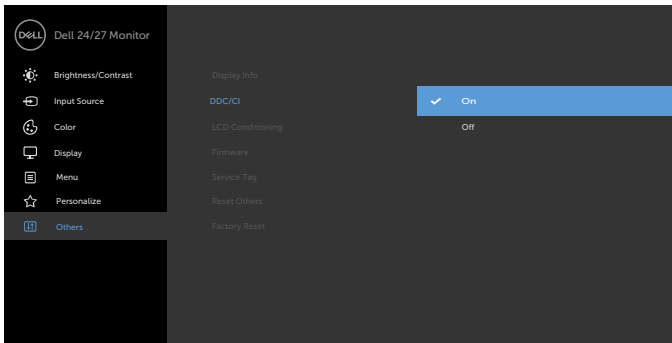 DELL Dell 24/27 Monitor
Brightness/Contrast
Input Source
Color
Display
Menu
Personalize
Others
Display Info
DDC/CI
LCD Conditioning
Firmware
Service Tag
Reset Others
Factory Reset
On
Off